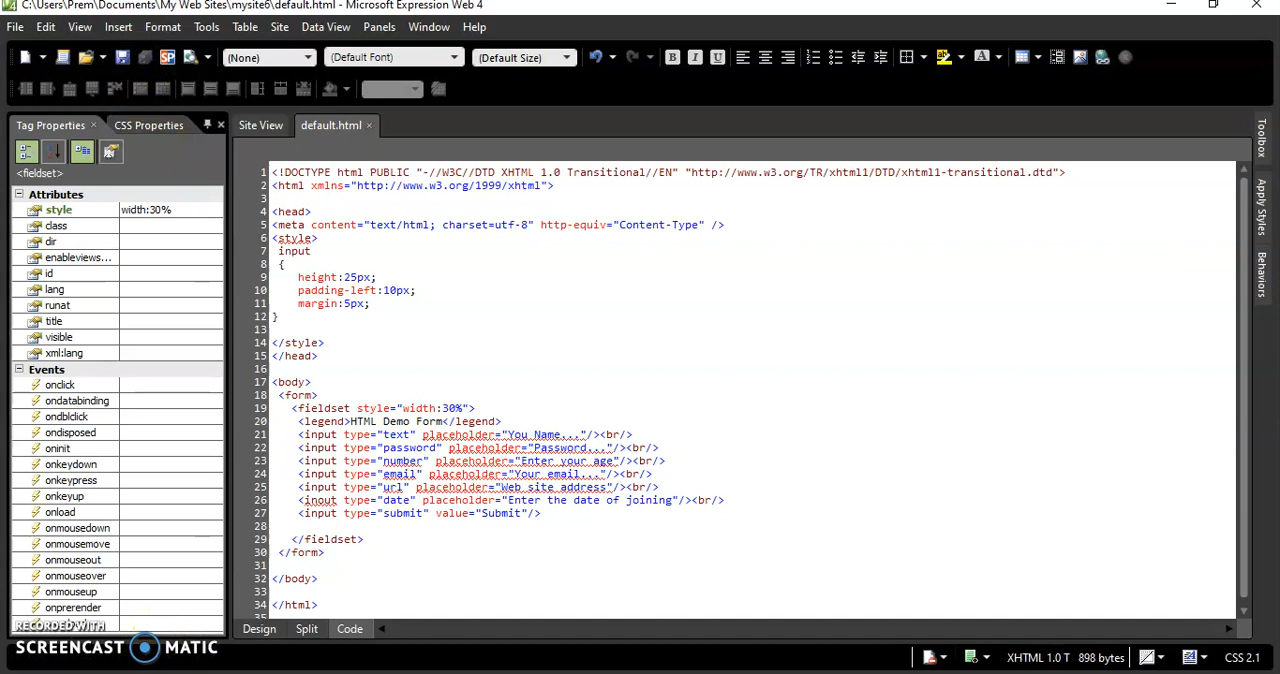 C:\Users\Prem\Documents\My Web Sites\mysite6\default.html - Microsoft Expression Web 4
File Edit View Insert Format Tools Table Site Data View Panels Window Help
(None) (Default Font) (Default Size) B I U A
Tag Properties × CSS Properties
Site View default.html ×
<fieldset>
Attributes
style width:30%
class
dir
enableviews...
id
lang
runat
title
visible
xml:lang
Events
onclick
ondatabinding
ondblclick
ondisposed
oninit
onkeydown
onkeypress
onkeyup
onload
onmousedown
onmousemove
onmouseout
onmouseover
onmouseup
onprerender
1 <!DOCTYPE html PUBLIC "-//W3C//DTD XHTML 1.0 Transitional//EN" "http://www.w3.org/TR/xhtml1/DTD/xhtml1-transitional.dtd">
2 <html xmlns="http://www.w3.org/1999/xhtml">
3
4 <head>
5 <meta content="text/html; charset=utf-8" http-equiv="Content-Type" />
6 <style>
7 input
8 {
9 height:25px;
10 padding-left:10px;
11 margin:5px;
12 }
13
14 </style>
15 </head>
16
17 <body>
18 <form>
19 <fieldset style="width:30%">
20 <legend>HTML Demo Form</legend>
21 <input type="text" placeholder="You Name..."/><br/>
22 <input type="password" placeholder="Password..."/><br/>
23 <input type="number" placeholder="Enter your age"/><br/>
24 <input type="email" placeholder="Your email..."/><br/>
25 <input type="url" placeholder="Web site address"/><br/>
26 <inout type="date" placeholder="Enter the date of joining"/><br/>
27 <input type="submit" value="Submit"/>
28
29 </fieldset>
30 </form>
31
32 </body>
33
34 </html>
35
Toolbox
Apply Styles
Behaviors
Design Split Code
RECORDED WITH
SCREENCAST MATIC
XHTML 1.0 T 898 bytes CSS 2.1